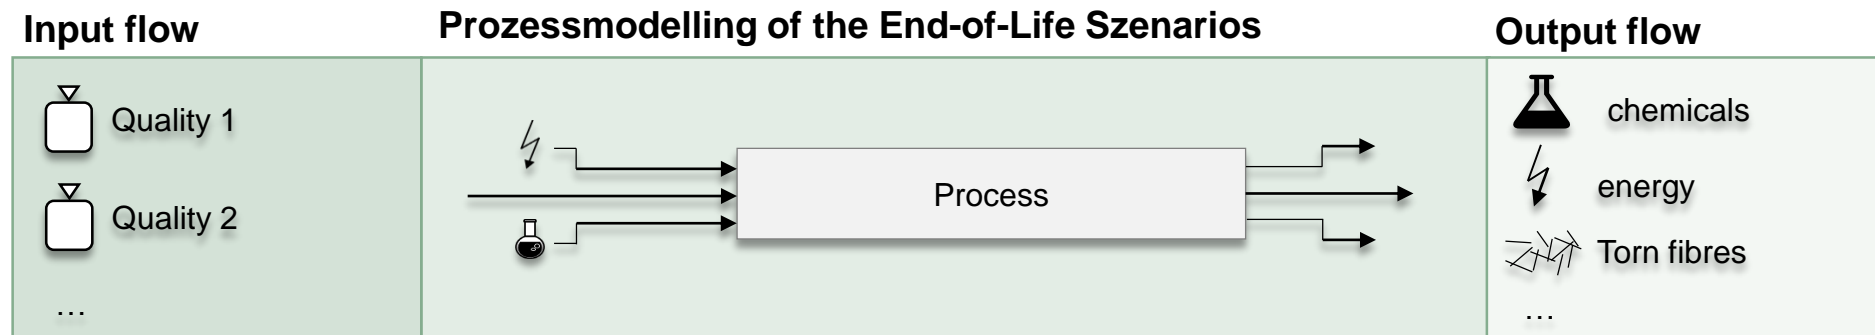 Input flow
Prozessmodelling of the End-of-Life Szenarios
Output flow
Quality 1
Quality 2
…
Process
chemicals
energy
Torn fibres
…